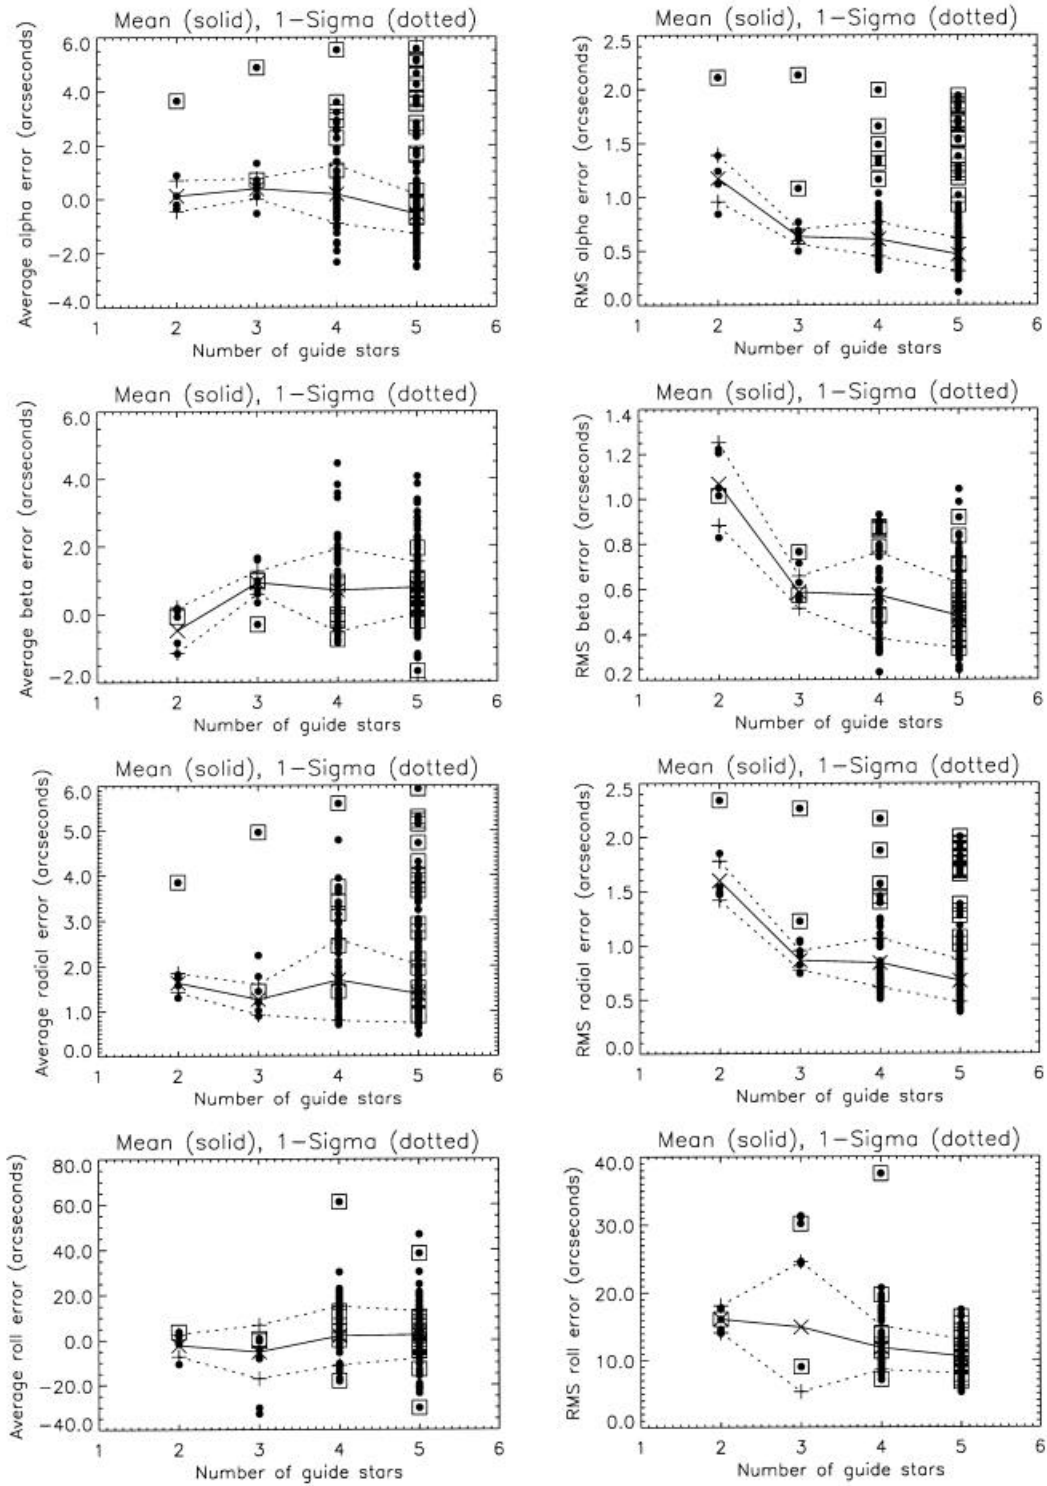 Mean (solid), 1-Sigma (dotted)
Average alpha error (arcseconds)
6.0
4.0
2.0
0.0
-2.0
-4.0
1 2 3 4 5 6
Number of guide stars
Mean (solid), 1-Sigma (dotted)
RMS alpha error (arcseconds)
2.5
2.0
1.5
1.0
0.5
0.0
1 2 3 4 5 6
Number of guide stars
Mean (solid), 1-Sigma (dotted)
Average beta error (arcseconds)
6.0
4.0
2.0
0.0
-2.0
1 2 3 4 5 6
Number of guide stars
Mean (solid), 1-Sigma (dotted)
RMS beta error (arcseconds)
1.4
1.2
1.0
0.8
0.6
0.4
0.2
1 2 3 4 5 6
Number of guide stars
Mean (solid), 1-Sigma (dotted)
Average radial error (arcseconds)
6.0
5.0
4.0
3.0
2.0
1.0
0.0
1 2 3 4 5 6
Number of guide stars
Mean (solid), 1-Sigma (dotted)
RMS radial error (arcseconds)
2.5
2.0
1.5
1.0
0.5
0.0
1 2 3 4 5 6
Number of guide stars
Mean (solid), 1-Sigma (dotted)
Average roll error (arcseconds)
80.0
60.0
40.0
20.0
0.0
-20.0
-40.0
1 2 3 4 5 6
Number of guide stars
Mean (solid), 1-Sigma (dotted)
RMS roll error (arcseconds)
40.0
30.0
20.0
10.0
0.0
1 2 3 4 5 6
Number of guide stars